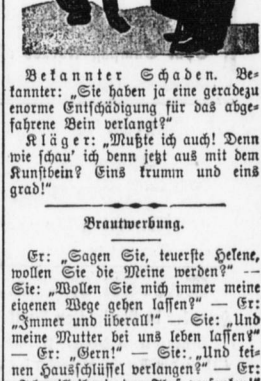 Bekannter Schaden. Be-
kannter: „Sie haben ja eine geradezu
enorme Entschädigung für das abge-
fahrene Bein verlangt?“
Kläger: „Mußte ich auch! Denn
wie schau' ich denn jetzt aus mit dem
Kunstbein? Eins krumm und eins
grad!“
Brautwerbung.
Er: „Sagen Sie, teuerste Helene,
wollen Sie die Meine werden?“ —
Sie: „Wollen Sie mich immer meine
eigenen Wege gehen lassen?“ — Er:
„Immer und überall!“ — Sie: „Und
meine Mutter bei uns leben lassen?“
— Er: „Gern!“ — Sie: „Und kei-
nen Hausschlüssel verlangen?“ — Er: